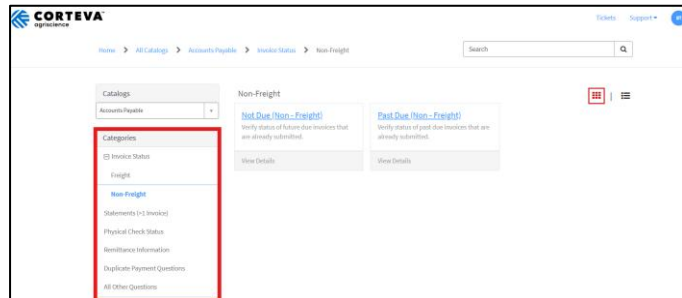 CORTEVA
agriscience
Tickets Support
Home > All Catalogs > Accounts Payable > Invoice Status > Non-Freight
Search
Catalogs
Accounts Payable
Categories
Invoice Status
Freight
Non-Freight
Statements (>1 Invoice)
Physical Check Status
Remittance Information
Duplicate Payment Questions
All Other Questions
Non-Freight
Not Due (Non - Freight)
Verify status of future due invoices that
are already submitted.
View Details
Past Due (Non - Freight)
Verify status of past due invoices that are
already submitted.
View Details